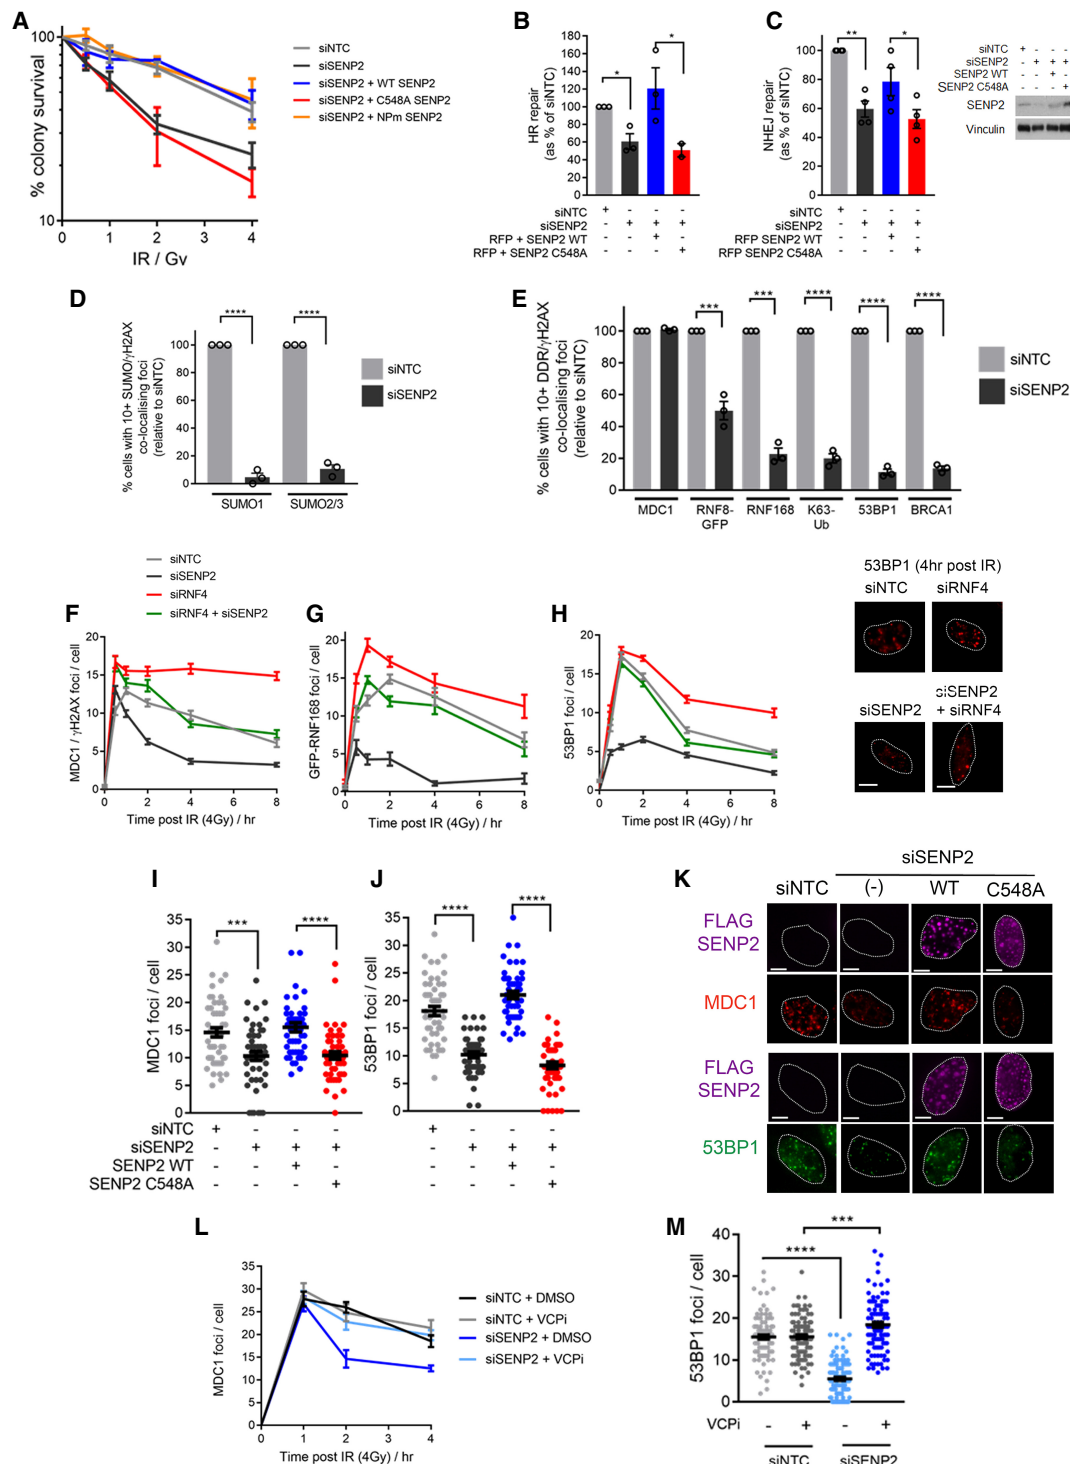 A
100
10
% colony survival
0 1 2 3 4
IR / Gy
siNTC
siSENP2
siSENP2 + WT SENP2
siSENP2 + C548A SENP2
siSENP2 + NPm SENP2
B
180
160
140
120
100
80
60
40
20
0
HR repair
(as % of siNTC)
*
*
siNTC + - - -
siSENP2 - + + +
RFP + SENP2 WT - - + -
RFP + SENP2 C548A - - - +
C
120
100
80
60
40
20
0
NHEJ repair
(as % of siNTC)
**
*
siNTC + - - -
siSENP2 - + + +
RFP SENP2 WT - - + -
RFP SENP2 C548A - - - +
siNTC + - - -
siSENP2 - + + +
SENP2 WT - - + -
SENP2 C548A - - - +
SENP2
Vinculin
D
100
80
60
40
20
0
% cells with 10+ SUMO/γH2AX
co-localising foci
(relative to siNTC)
****
****
SUMO1 SUMO2/3
siNTC
siSENP2
E
100
80
60
40
20
0
% cells with 10+ DDR/γH2AX
co-localising foci
(relative to siNTC)
***
***
****
****
****
MDC1 RNF8- RNF168 K63- 53BP1 BRCA1
GFP Ub
siNTC
siSENP2
siNTC
siSENP2
siRNF4
siRNF4 + siSENP2
F
20
15
10
5
0
MDC1 / γH2AX foci / cell
0 2 4 6 8
Time post IR (4Gy) / hr
G
20
15
10
5
0
GFP-RNF168 foci / cell
0 2 4 6 8
Time post IR (4Gy) / hr
H
20
15
10
5
0
53BP1 foci / cell
0 2 4 6 8
Time post IR (4Gy) / hr
53BP1 (4hr post IR)
siNTC siRNF4
siSENP2
siSENP2 + siRNF4
I
35
30
25
20
15
10
5
0
MDC1 foci / cell
***
****
siNTC + - - -
siSENP2 - + + +
SENP2 WT - - + -
SENP2 C548A - - - +
J
35
30
25
20
15
10
5
0
53BP1 foci / cell
****
****
+ - - -
- + + +
- - + -
- - - +
K
siSENP2
siNTC (-) WT C548A
FLAG
SENP2
MDC1
FLAG
SENP2
53BP1
L
35
30
25
20
15
10
5
0
MDC1 foci / cell
0 1 2 3 4
Time post IR (4Gy) / hr
siNTC + DMSO
siNTC + VCPi
siSENP2 + DMSO
siSENP2 + VCPi
M
40
30
20
10
0
53BP1 foci / cell
***
****
VCPi - + - +
siNTC siSENP2